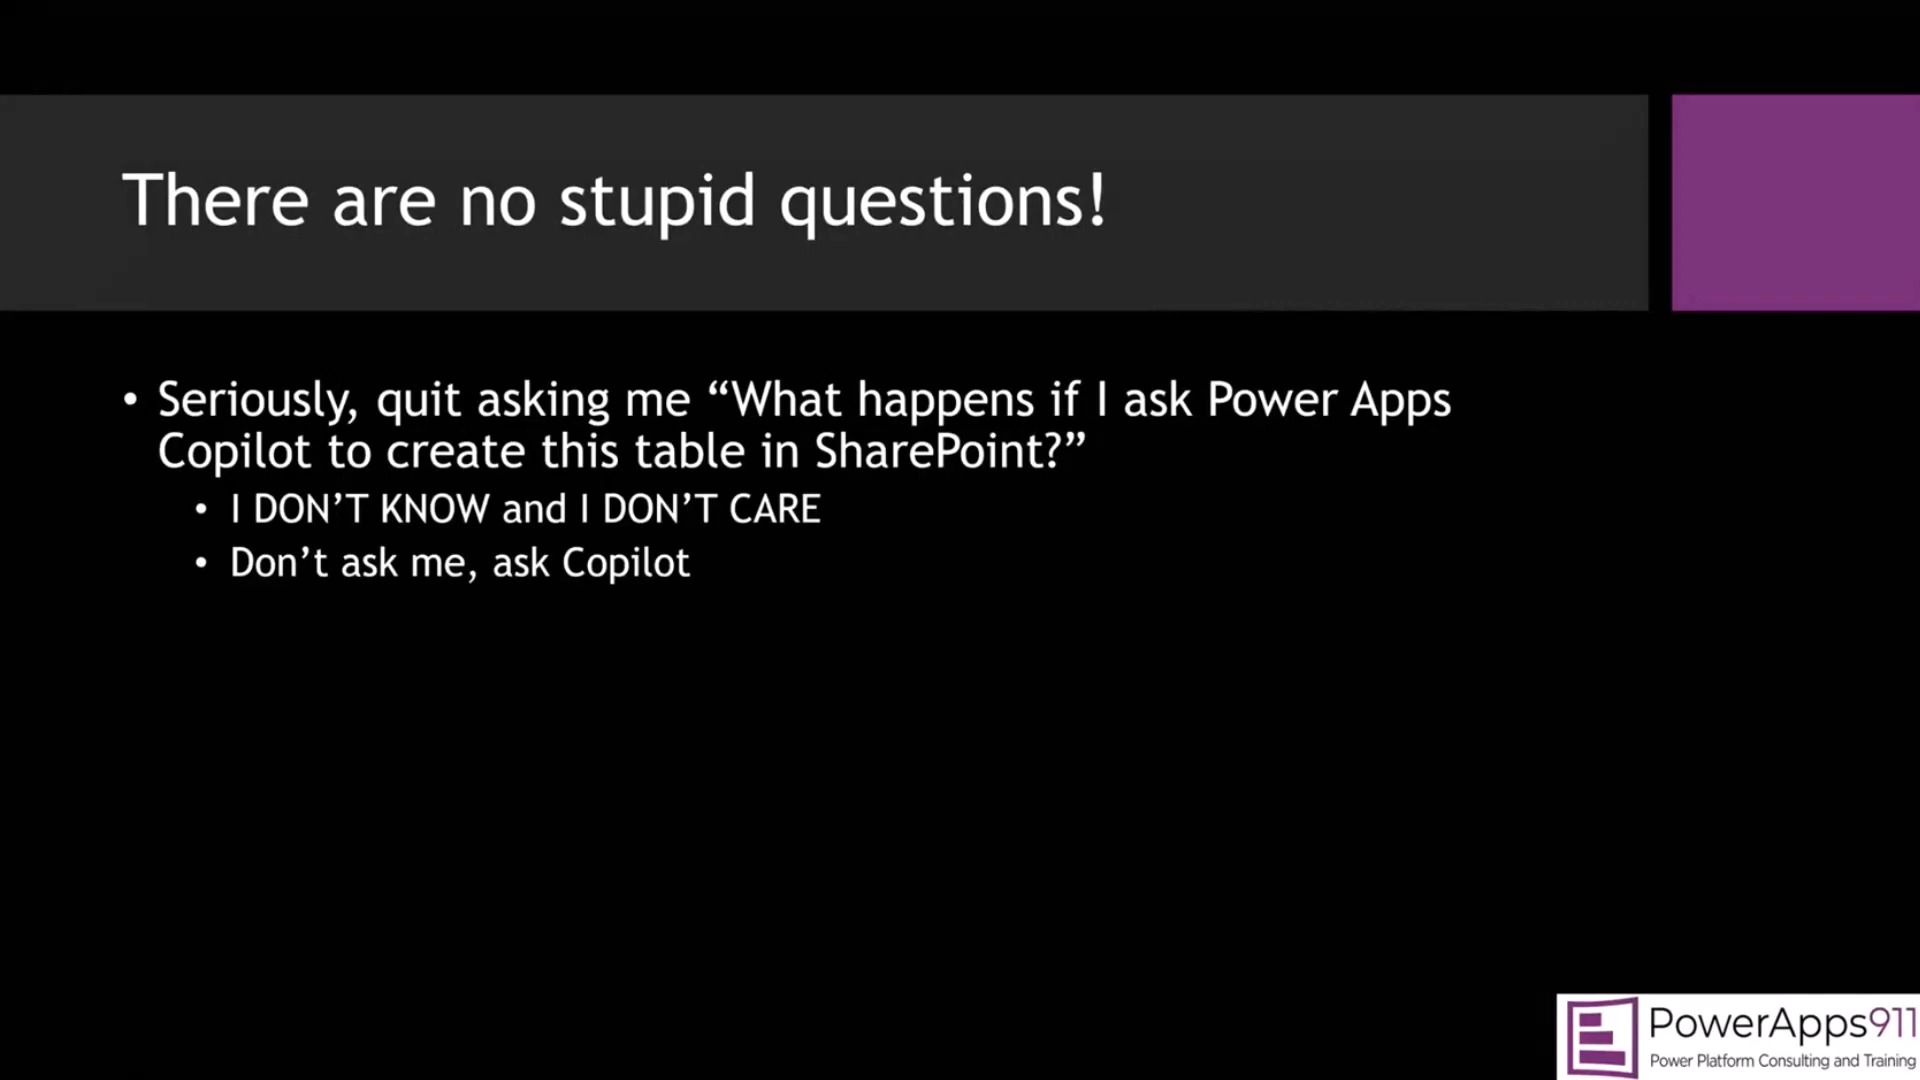 There are no stupid questions!
• Seriously, quit asking me “What happens if I ask Power Apps
Copilot to create this table in SharePoint?”
• I DON’T KNOW and I DON’T CARE
• Don’t ask me, ask Copilot
PowerApps911
Power Platform Consulting and Training